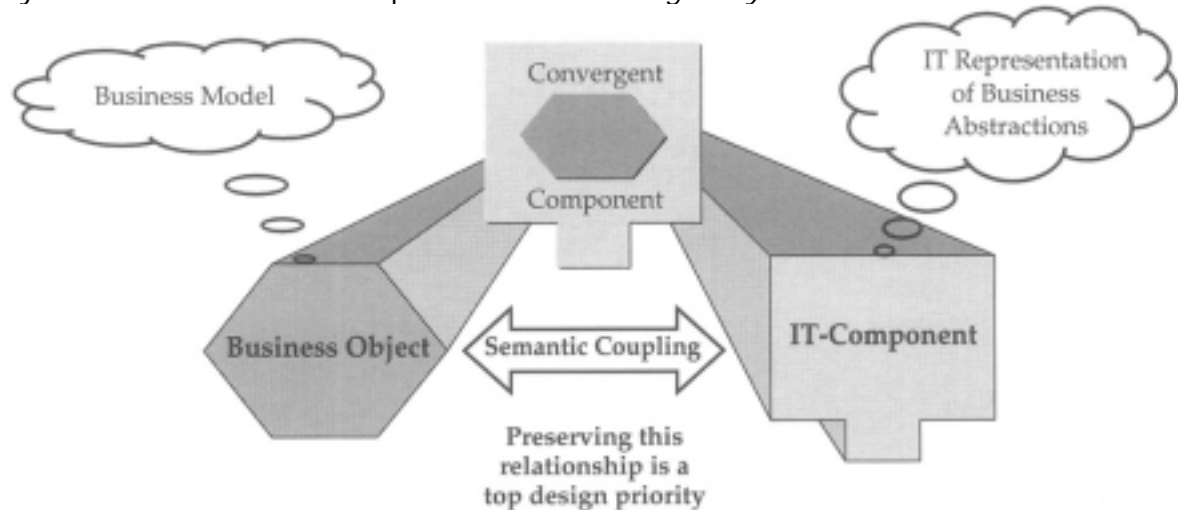 Business Model
Convergent
Component
IT Representation
of Business
Abstractions
Business Object
Semantic Coupling
IT-Component
Preserving this
relationship is a
top design priority